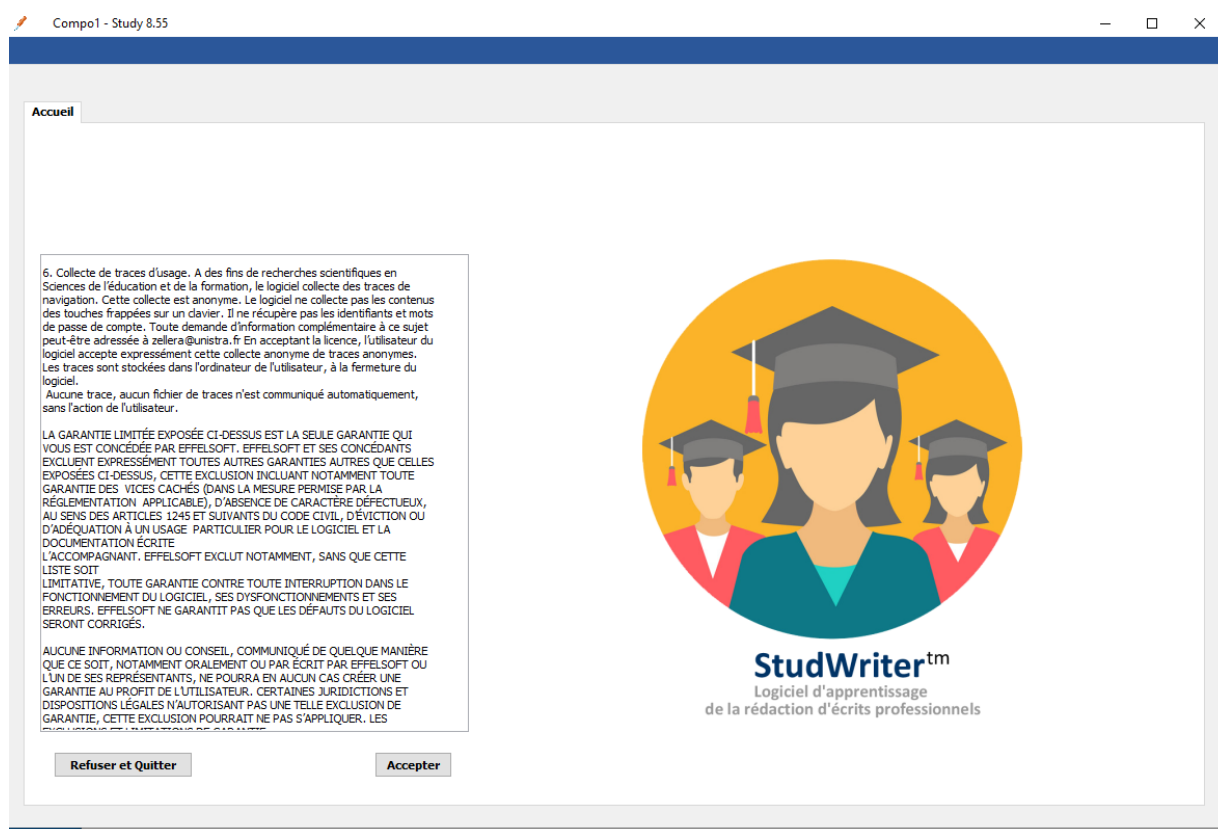 Compo1 - Study 8.55
Accueil
6. Collecte de traces d'usage. A des fins de recherches scientifiques en
Sciences de l'éducation et de la formation, le logiciel collecte des traces de
navigation. Cette collecte est anonyme. Le logiciel ne collecte pas les contenus
des touches frappées sur un clavier. Il ne récupère pas les identifiants et mots
de passe de compte. Toute demande d'information complémentaire à ce sujet
peut-être adressée à zellera@unistra.fr En acceptant la licence, l'utilisateur du
logiciel accepte expressément cette collecte anonyme de traces anonymes.
Les traces sont stockées dans l'ordinateur de l'utilisateur, à la fermeture du
logiciel.
Aucune trace, aucun fichier de traces n'est communiqué automatiquement,
sans l'action de l'utilisateur.
LA GARANTIE LIMITÉE EXPOSÉE CI-DESSUS EST LA SEULE GARANTIE QUI
VOUS EST CONCÉDÉE PAR EFFELSOFT. EFFELSOFT ET SES CONCÉDANTS
EXCLUENT EXPRESSÉMENT TOUTES AUTRES GARANTIES AUTRES QUE CELLES
EXPOSÉES CI-DESSUS, CETTE EXCLUSION INCLUANT NOTAMMENT TOUTE
GARANTIE DES VICES CACHÉS (DANS LA MESURE PERMISE PAR LA
RÉGLEMENTATION APPLICABLE), D'ABSENCE DE CARACTÈRE DÉFECTUEUX,
AU SENS DES ARTICLES 1245 ET SUIVANTS DU CODE CIVIL, D'ÉVICTION OU
D'ADÉQUATION À UN USAGE PARTICULIER POUR LE LOGICIEL ET LA
DOCUMENTATION ÉCRITE
L'ACCOMPAGNANT. EFFELSOFT EXCLUT NOTAMMENT, SANS QUE CETTE
LISTE SOIT
LIMITATIVE, TOUTE GARANTIE CONTRE TOUTE INTERRUPTION DANS LE
FONCTIONNEMENT DU LOGICIEL, SES DYSFONCTIONNEMENTS ET SES
ERREURS. EFFELSOFT NE GARANTIT PAS QUE LES DÉFAUTS DU LOGICIEL
SERONT CORRIGÉS.
AUCUNE INFORMATION OU CONSEIL, COMMUNIQUÉ DE QUELQUE MANIÈRE
QUE CE SOIT, NOTAMMENT ORALEMENT OU PAR ÉCRIT PAR EFFELSOFT OU
L'UN DE SES REPRÉSENTANTS, NE POURRA EN AUCUN CAS CRÉER UNE
GARANTIE AU PROFIT DE L'UTILISATEUR. CERTAINES JURIDICTIONS ET
DISPOSITIONS LÉGALES N'AUTORISANT PAS UNE TELLE EXCLUSION DE
GARANTIE, CETTE EXCLUSION POURRAIT NE PAS S'APPLIQUER. LES
EXCLUSIONS ET LIMITATIONS DE GARANTIE
Refuser et Quitter
Accepter
StudWriter™
Logiciel d'apprentissage
de la rédaction d'écrits professionnels